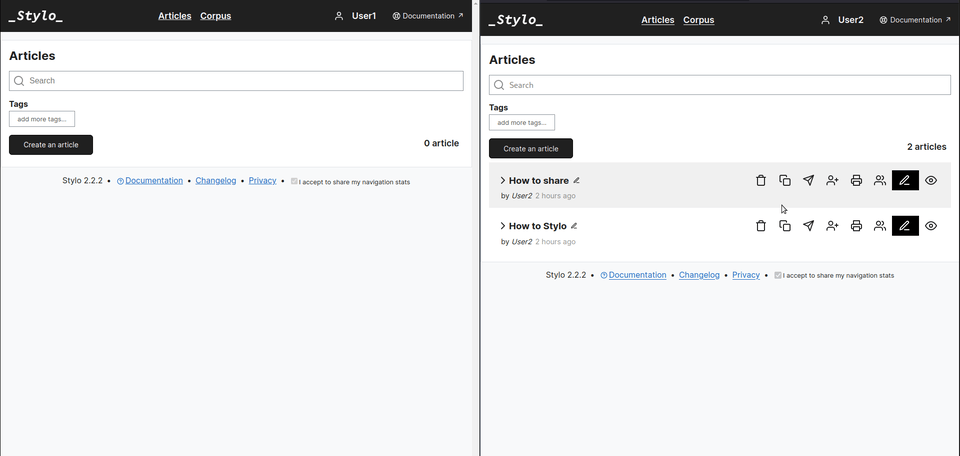 _Stylo_ Articles Corpus User1 Documentation
Articles
Search
Tags
add more tags...
Create an article 0 article
Stylo 2.2.2 • Documentation • Changelog • Privacy • I accept to share my navigation stats
_Stylo_ Articles Corpus User2 Documentation
Articles
Search
Tags
add more tags...
Create an article 2 articles
How to share
by User2 2 hours ago
How to Stylo
by User2 2 hours ago
Stylo 2.2.2 • Documentation • Changelog • Privacy • I accept to share my navigation stats